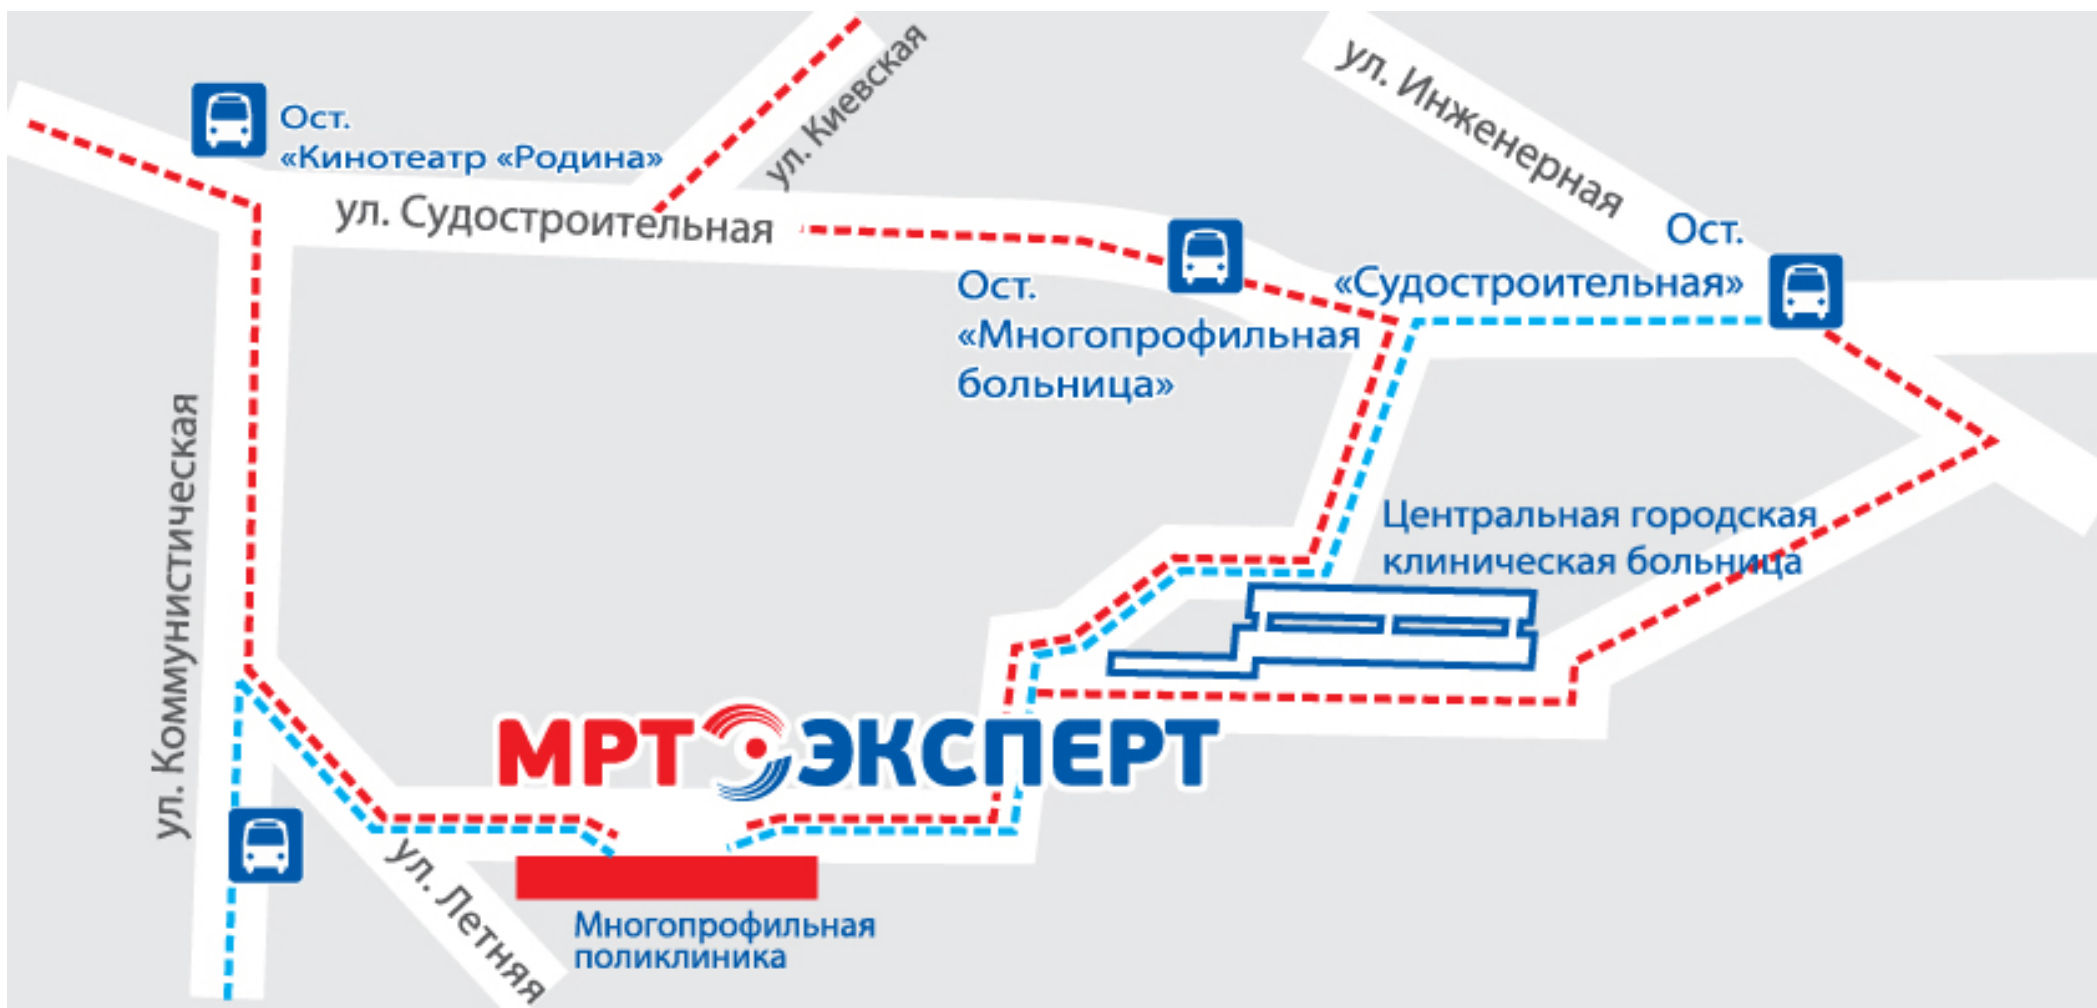 ул. Киевская
ул. Инженерная
Ост.
«Кинотеатр «Родина»
ул. Судостроительная
Ост.
«Судостроительная»
Ост.
«Многопрофильная
больница»
ул. Коммунистическая
Центральная городская
клиническая больница
МРТ ЭКСПЕРТ
ул. Летняя
Многопрофильная
поликлиника